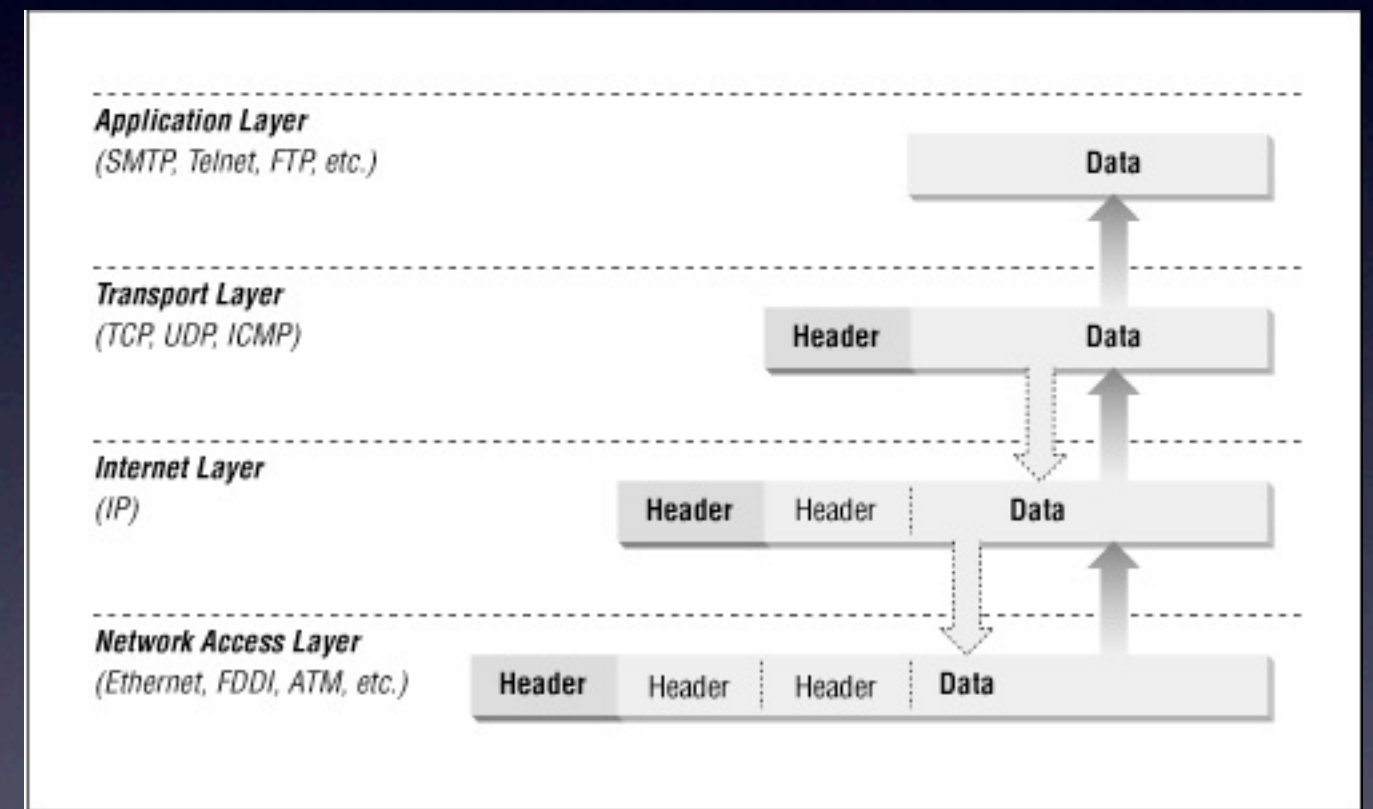 Application Layer
(SMTP, Telnet, FTP, etc.)
Data
Transport Layer
(TCP, UDP, ICMP)
Header Data
Internet Layer
(IP)
Header Header Data
Network Access Layer
(Ethernet, FDDI, ATM, etc.)
Header Header Header Data